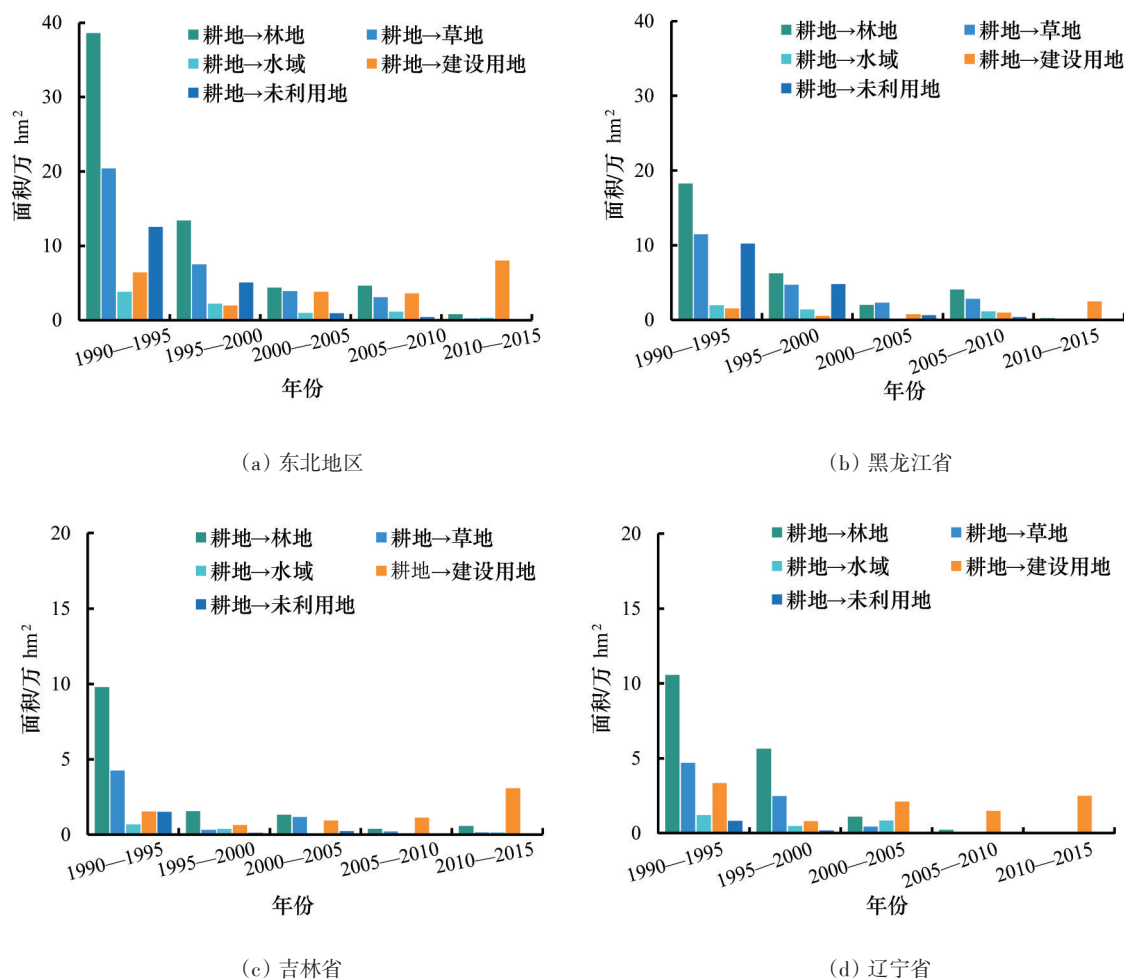 40
30
20
10
0
面积/万 hm²
耕地→林地
耕地→草地
耕地→水域
耕地→建设用地
耕地→未利用地
1990—1995
1995—2000
2000—2005
2005—2010
2010—2015
年份
(a) 东北地区
40
30
20
10
0
面积/万 hm²
耕地→林地
耕地→草地
耕地→水域
耕地→建设用地
耕地→未利用地
1990—1995
1995—2000
2000—2005
2005—2010
2010—2015
年份
(b) 黑龙江省
20
15
10
5
0
面积/万 hm²
耕地→林地
耕地→草地
耕地→水域
耕地→建设用地
耕地→未利用地
1990—1995
1995—2000
2000—2005
2005—2010
2010—2015
年份
(c) 吉林省
20
15
10
5
0
面积/万 hm²
耕地→林地
耕地→草地
耕地→水域
耕地→建设用地
耕地→未利用地
1990—1995
1995—2000
2000—2005
2005—2010
2010—2015
年份
(d) 辽宁省